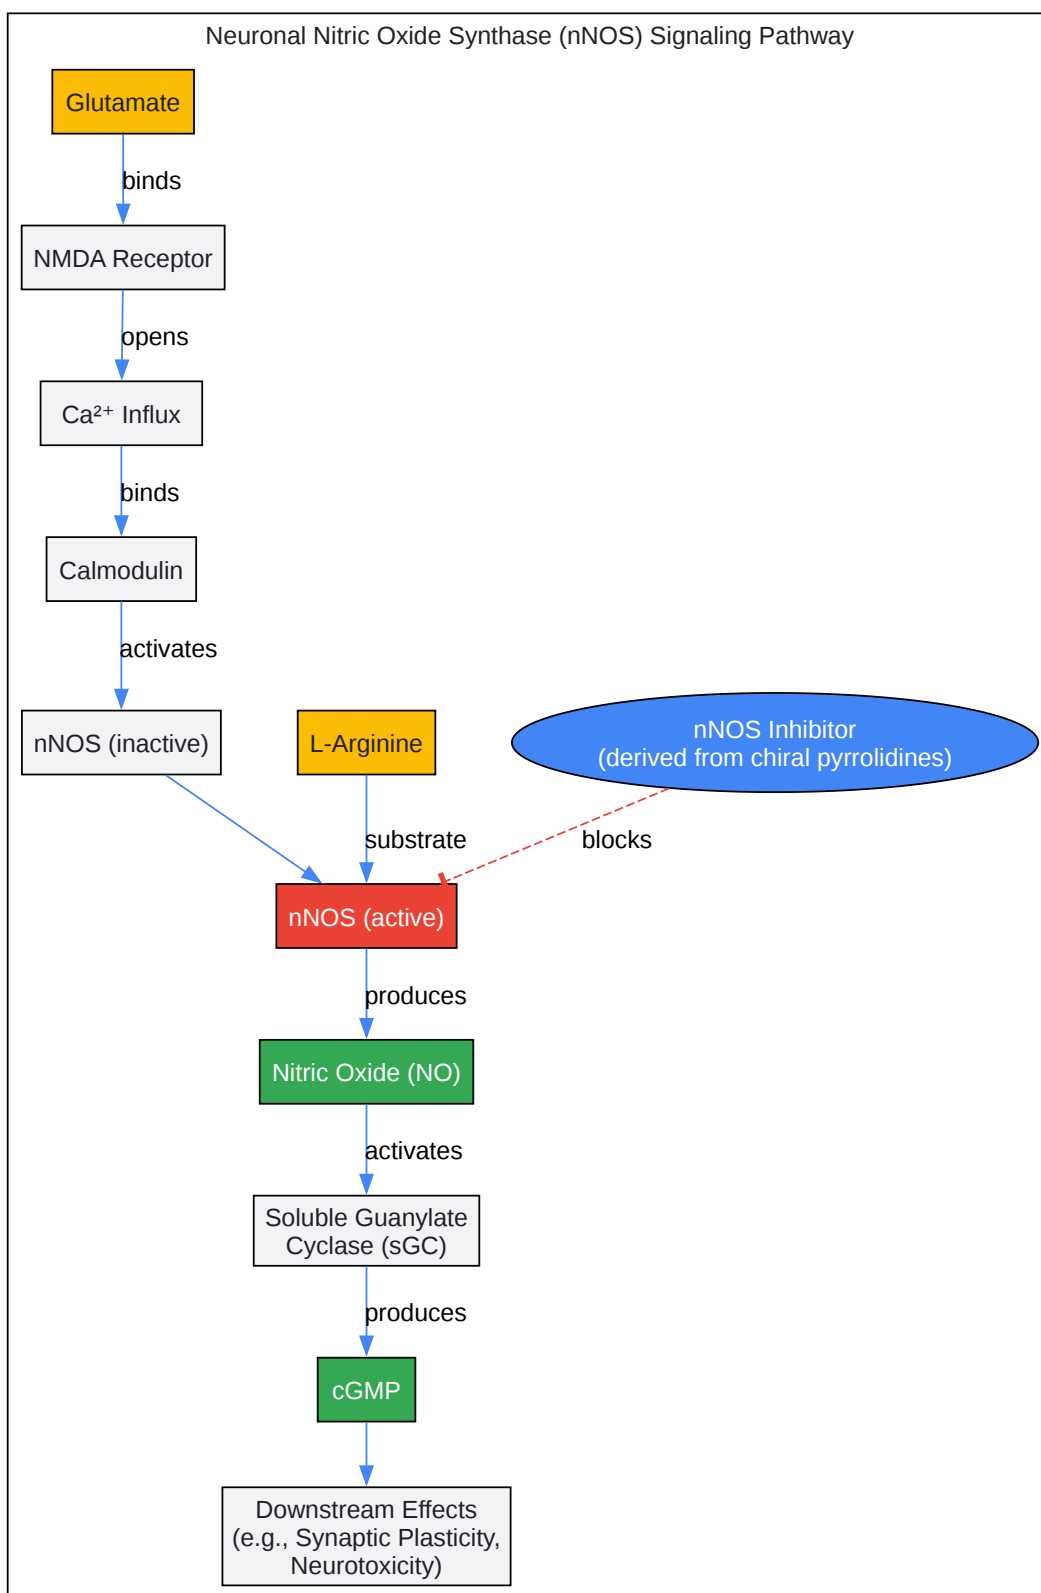 Neuronal Nitric Oxide Synthase (nNOS) Signaling Pathway
Glutamate
binds
NMDA Receptor
opens
Ca²⁺ Influx
binds
Calmodulin
activates
nNOS (inactive)
L-Arginine
nNOS Inhibitor
(derived from chiral pyrrolidines)
substrate
blocks
nNOS (active)
produces
Nitric Oxide (NO)
activates
Soluble Guanylate
Cyclase (sGC)
produces
cGMP
Downstream Effects
(e.g., Synaptic Plasticity,
Neurotoxicity)